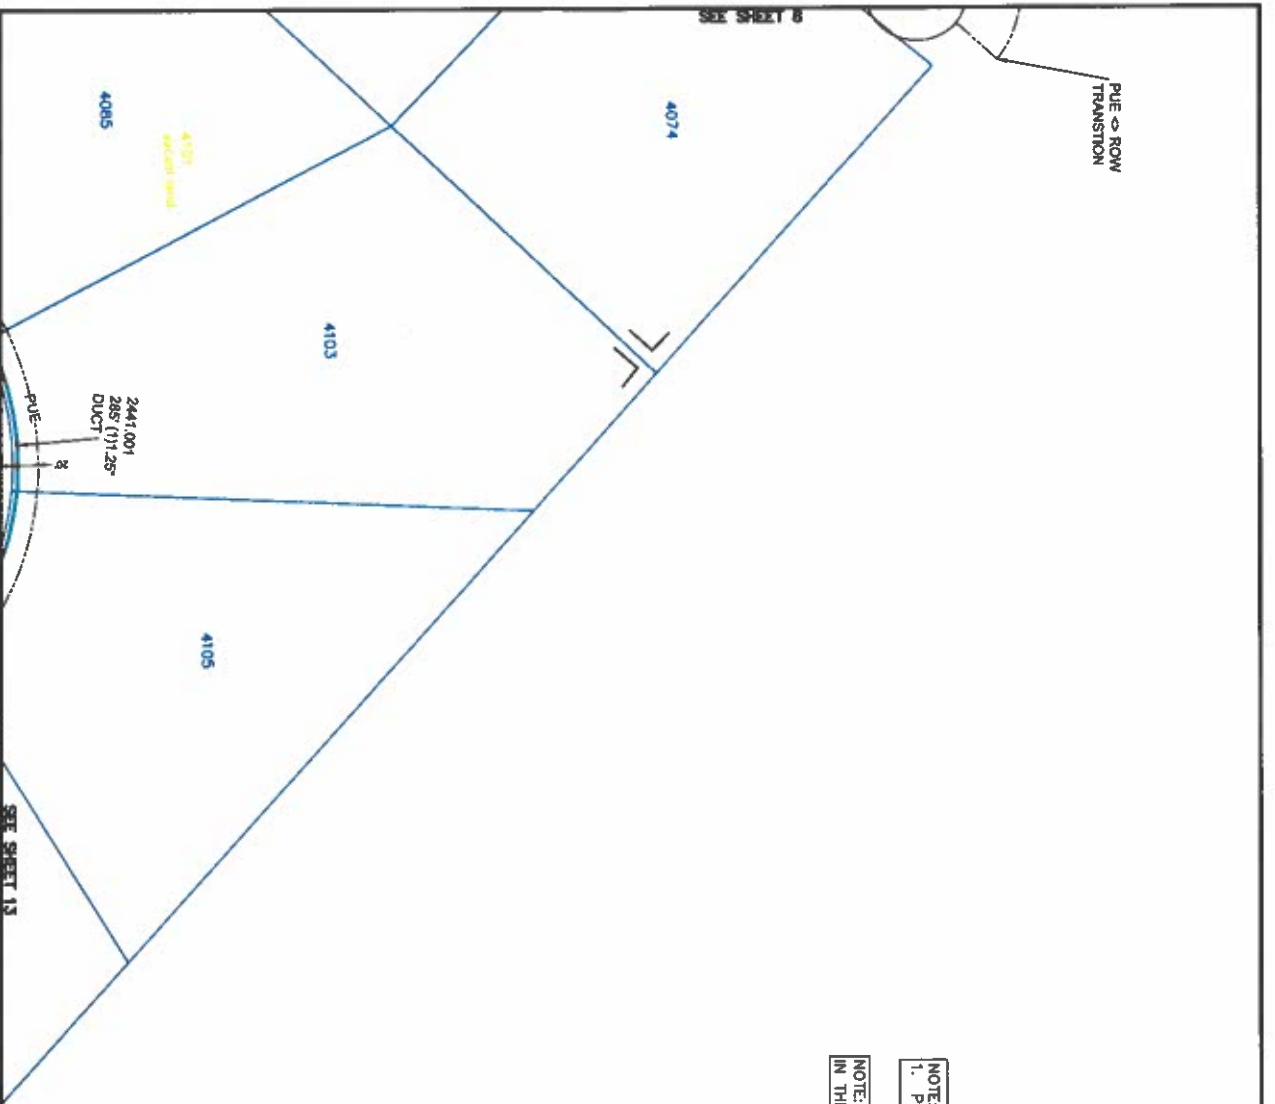 SEE SHEET 8
PUE <> ROW
TRANSTION
4074
4085
4101
4103
2441.001
285' (1)1.25"
DUCT
PUE
4105
SEE SHEET 13
NOTE:
1. P
NOTE:
IN THI